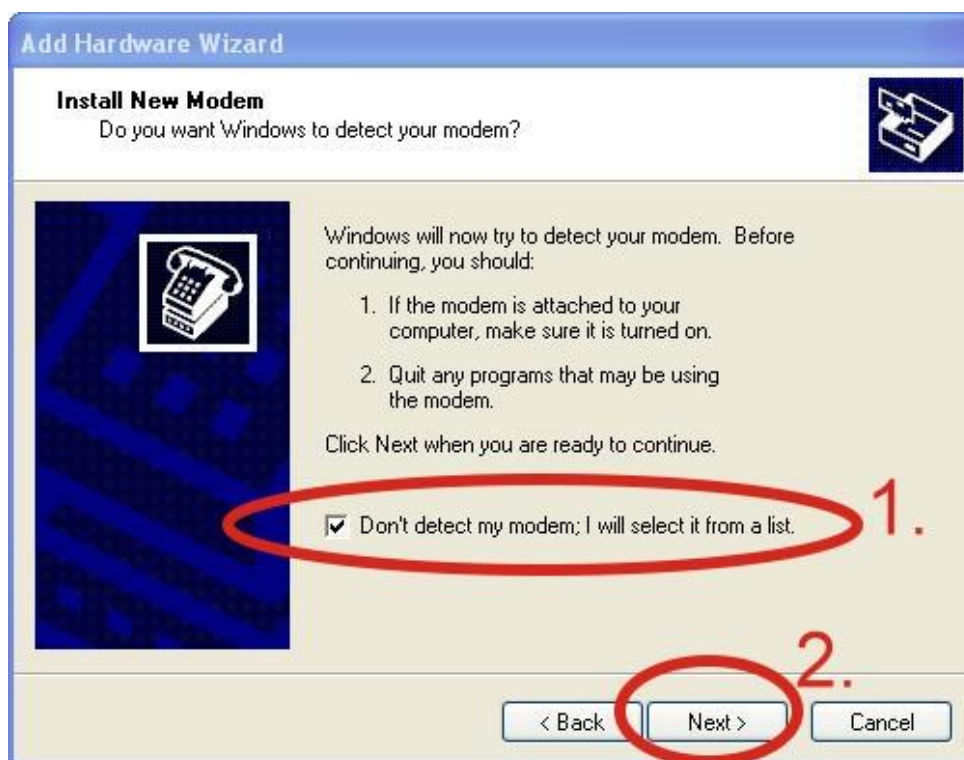 Add Hardware Wizard
Install New Modem
Do you want Windows to detect your modem?
Windows will now try to detect your modem.  Before
continuing, you should:
1. If the modem is attached to your
computer, make sure it is turned on.
2. Quit any programs that may be using
the modem.
Click Next when you are ready to continue.
Don't detect my modem; I will select it from a list.
1.
2.
< Back
Next >
Cancel